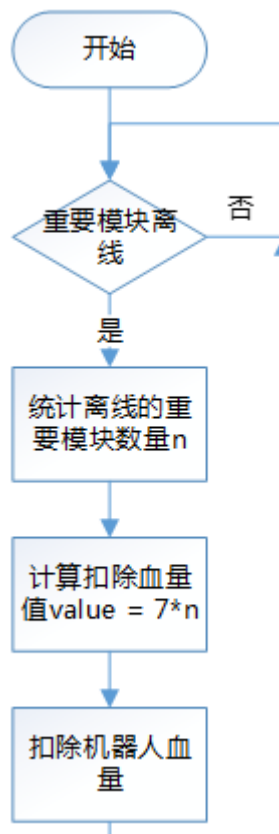 开始
重要模块离
线
否
是
统计离线的重
要模块数量n
计算扣除血量
值value = 7*n
扣除机器人血
量